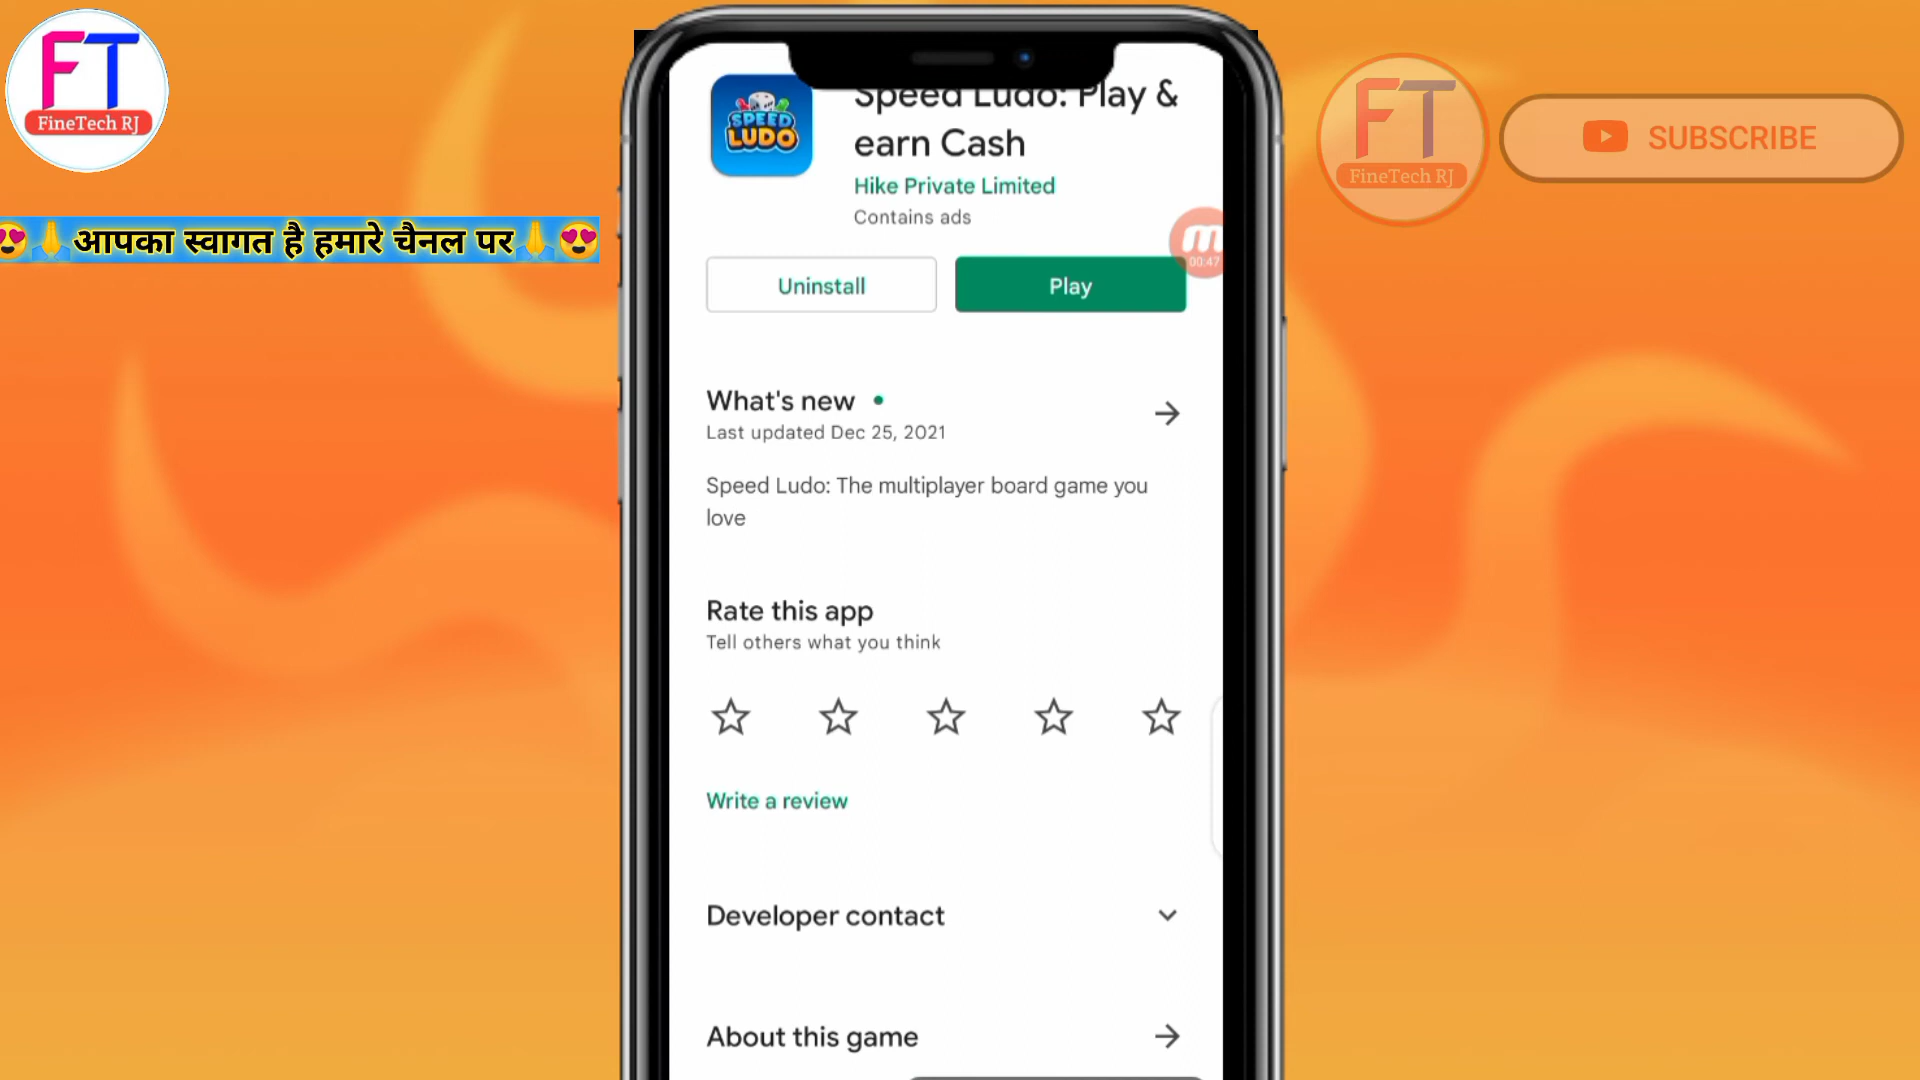 FT
FineTech RJ
😍🙏आपका स्वागत है हमारे चैनल पर🙏😍
Speed Ludo: Play &
earn Cash
SPEED
LUDO
Hike Private Limited
Contains ads
00:47
Uninstall
Play
What's new
Last updated Dec 25, 2021
Speed Ludo: The multiplayer board game you
love
Rate this app
Tell others what you think
Write a review
Developer contact
About this game
FT
FineTech RJ
SUBSCRIBE